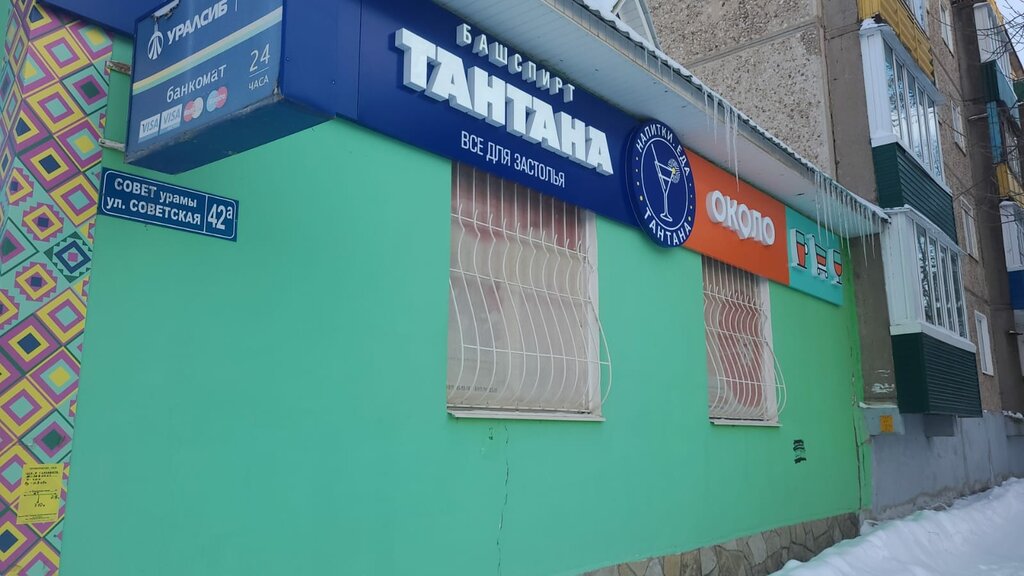 УРАЛСИБ
банкомат
24
ЧАСА
VISA VISA
СОВЕТ урамы
ул. СОВЕТСКАЯ
42а
БАШСПИРТ
ТАНТАНА
ВСЕ ДЛЯ ЗАСТОЛЬЯ
НАПИТКИ, ЕДА
ТАНТАНА
ОКОЛО